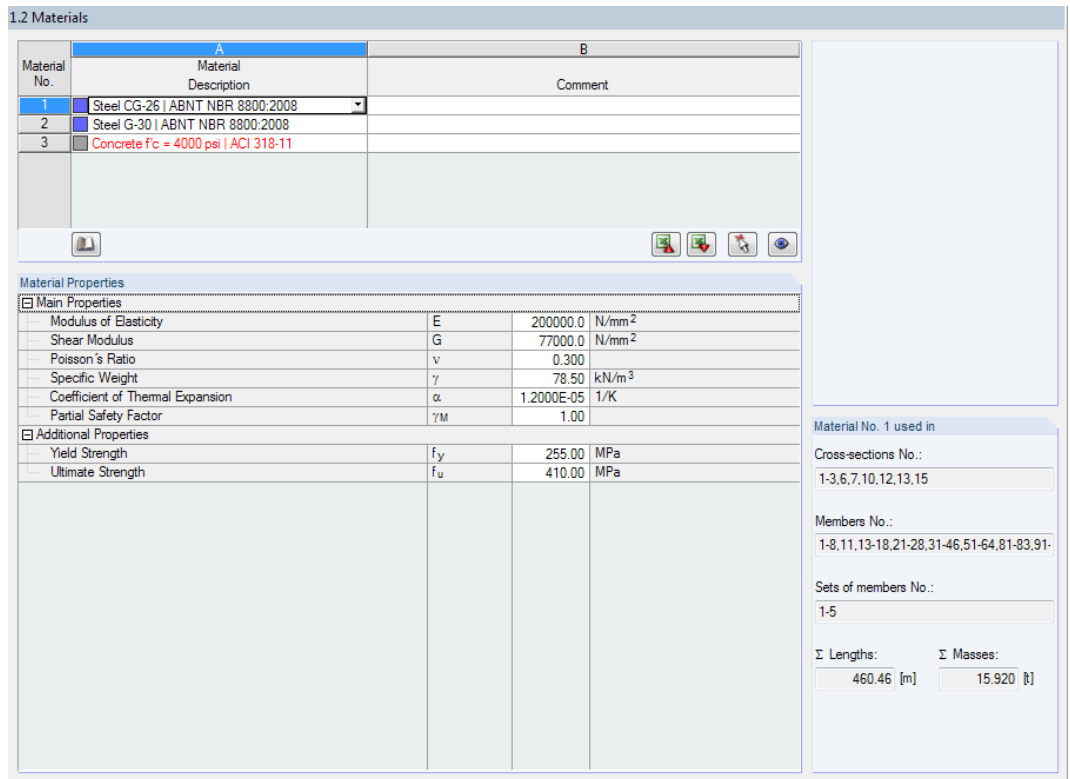 1.2 Materials
A B
Material No. Material Description Comment
1 Steel CG-26 | ABNT NBR 8800:2008
2 Steel G-30 | ABNT NBR 8800:2008
3 Concrete f'c = 4000 psi | ACI 318-11
Material Properties
Main Properties
Modulus of Elasticity E 200000.0 N/mm2
Shear Modulus G 77000.0 N/mm2
Poisson´s Ratio ν 0.300
Specific Weight γ 78.50 kN/m3
Coefficient of Thermal Expansion α 1.2000E-05 1/K
Partial Safety Factor γM 1.00
Additional Properties
Yield Strength fy 255.00 MPa
Ultimate Strength fu 410.00 MPa
Material No. 1 used in
Cross-sections No.:
1-3,6,7,10,12,13,15
Members No.:
1-8,11,13-18,21-28,31-46,51-64,81-83,91-
Sets of members No.:
1-5
Σ Lengths: Σ Masses:
460.46 [m] 15.920 [t]